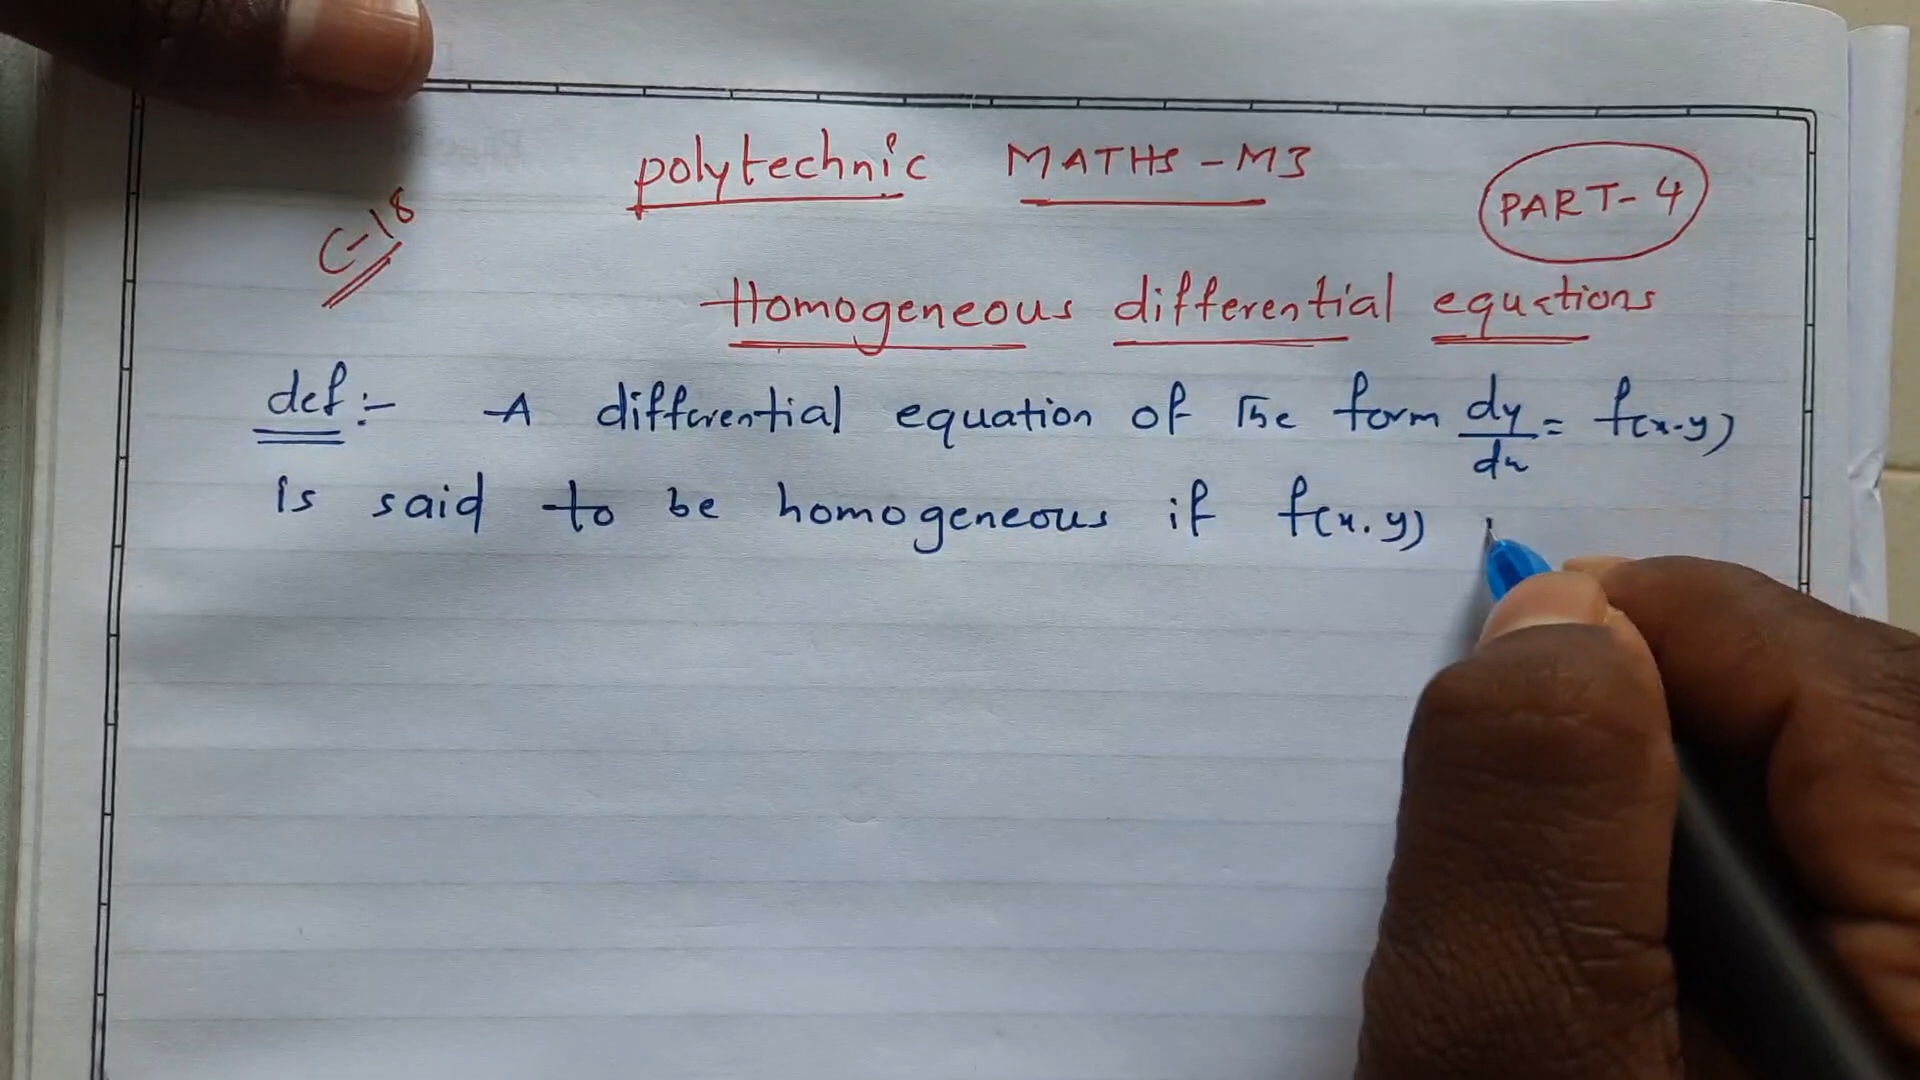 polytechnic MATHS - M3
PART-4
C-18
Homogeneous differential equations
def:- A differential equation of the form dy/dx = f(x.y)
is said to be homogeneous if f(x.y)